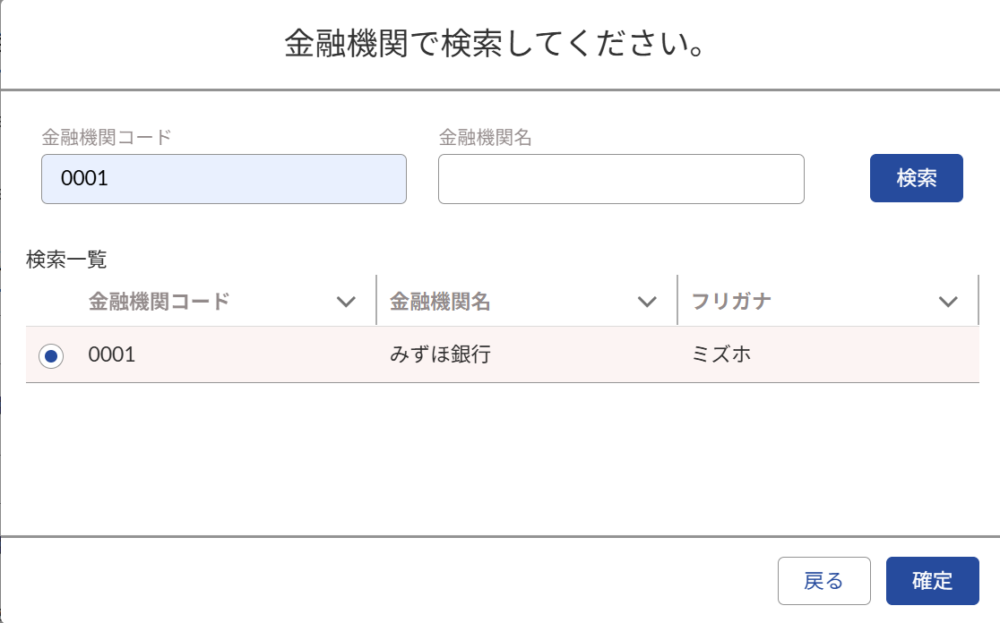 金融機関で検索してください。
金融機関コード 金融機関名
0001 検索
検索一覧
金融機関コード 金融機関名 フリガナ
0001 みずほ銀行 ミズホ
戻る 確定